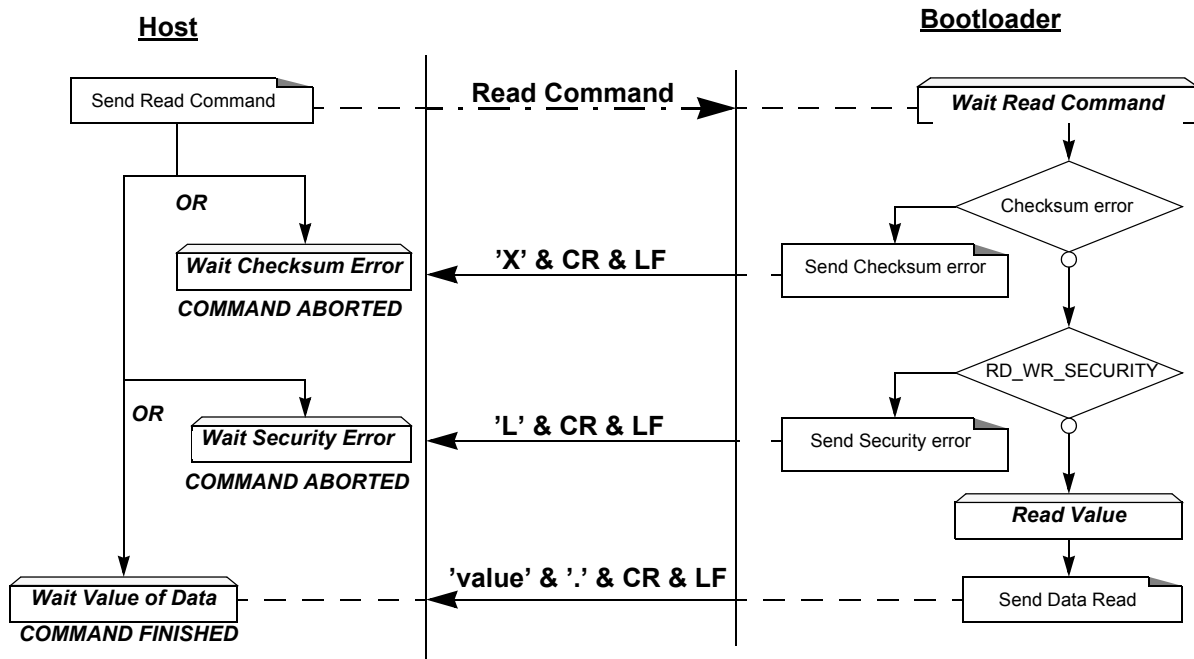 Host
Bootloader
Send Read Command
Read Command
Wait Read Command
OR
Checksum error
Wait Checksum Error
’X’ & CR & LF
Send Checksum error
COMMAND ABORTED
RD_WR_SECURITY
OR
Wait Security Error
’L’ & CR & LF
Send Security error
COMMAND ABORTED
Read Value
’value’ & ’.’ & CR & LF
Wait Value of Data
Send Data Read
COMMAND FINISHED